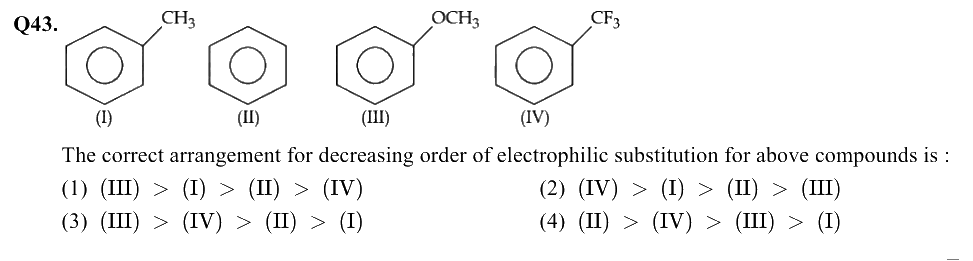 Q43.
CH3 OCH3 CF3
(I) (II) (III) (IV)
The correct arrangement for decreasing order of electrophilic substitution for above compounds is :
(1) (III) > (I) > (II) > (IV) (2) (IV) > (I) > (II) > (III)
(3) (III) > (IV) > (II) > (I) (4) (II) > (IV) > (III) > (I)